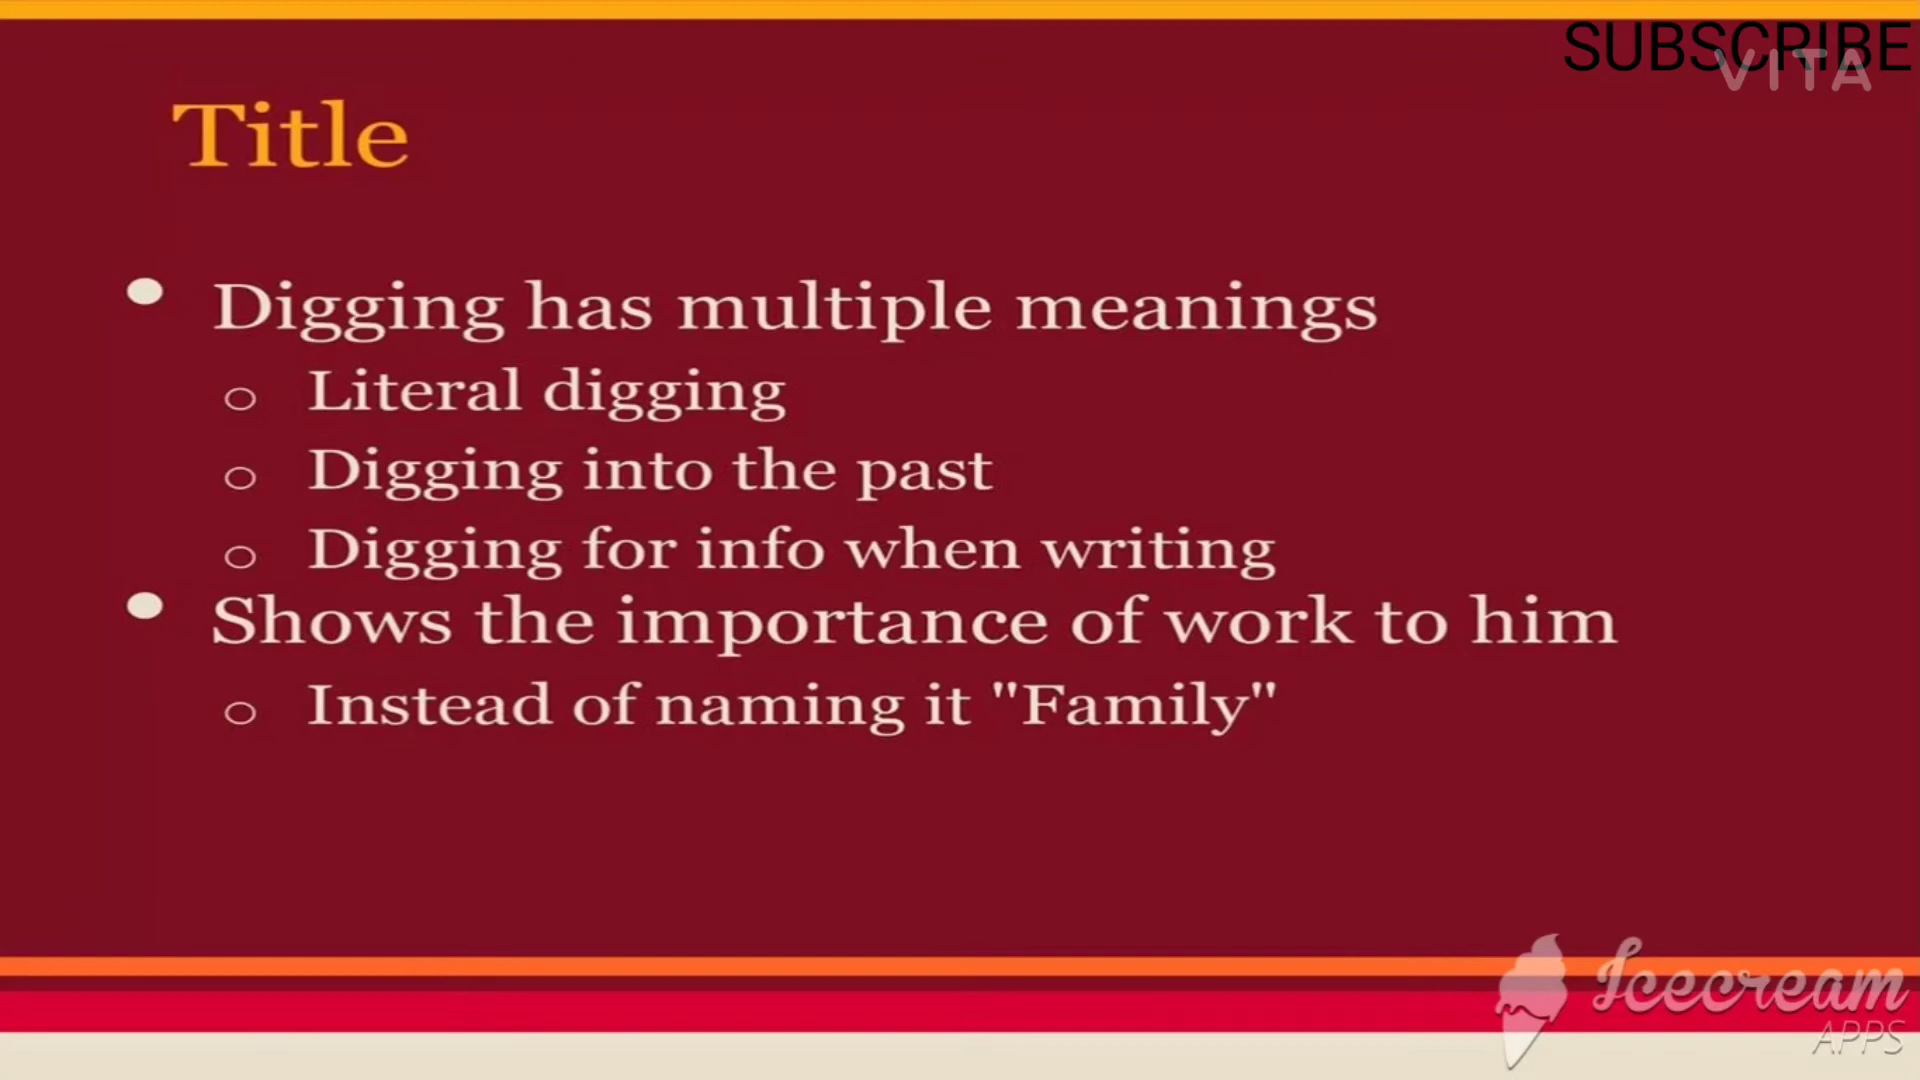 SUBSCRIBE
VITA
Title
Digging has multiple meanings
Literal digging
Digging into the past
Digging for info when writing
Shows the importance of work to him
Instead of naming it "Family"
Icecream
APPS